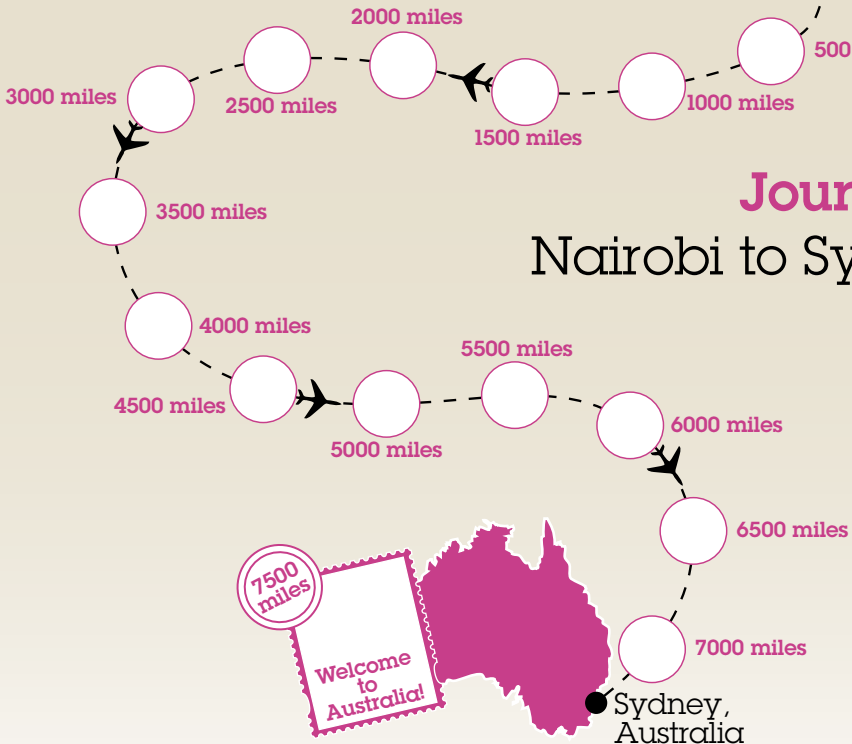 2000 miles
500
3000 miles
2500 miles
1000 miles
1500 miles
Jour
3500 miles
Nairobi to Sy
4000 miles
5500 miles
4500 miles
6000 miles
5000 miles
6500 miles
7500
miles
7000 miles
Welcome
to
Australia!
Sydney,
Australia